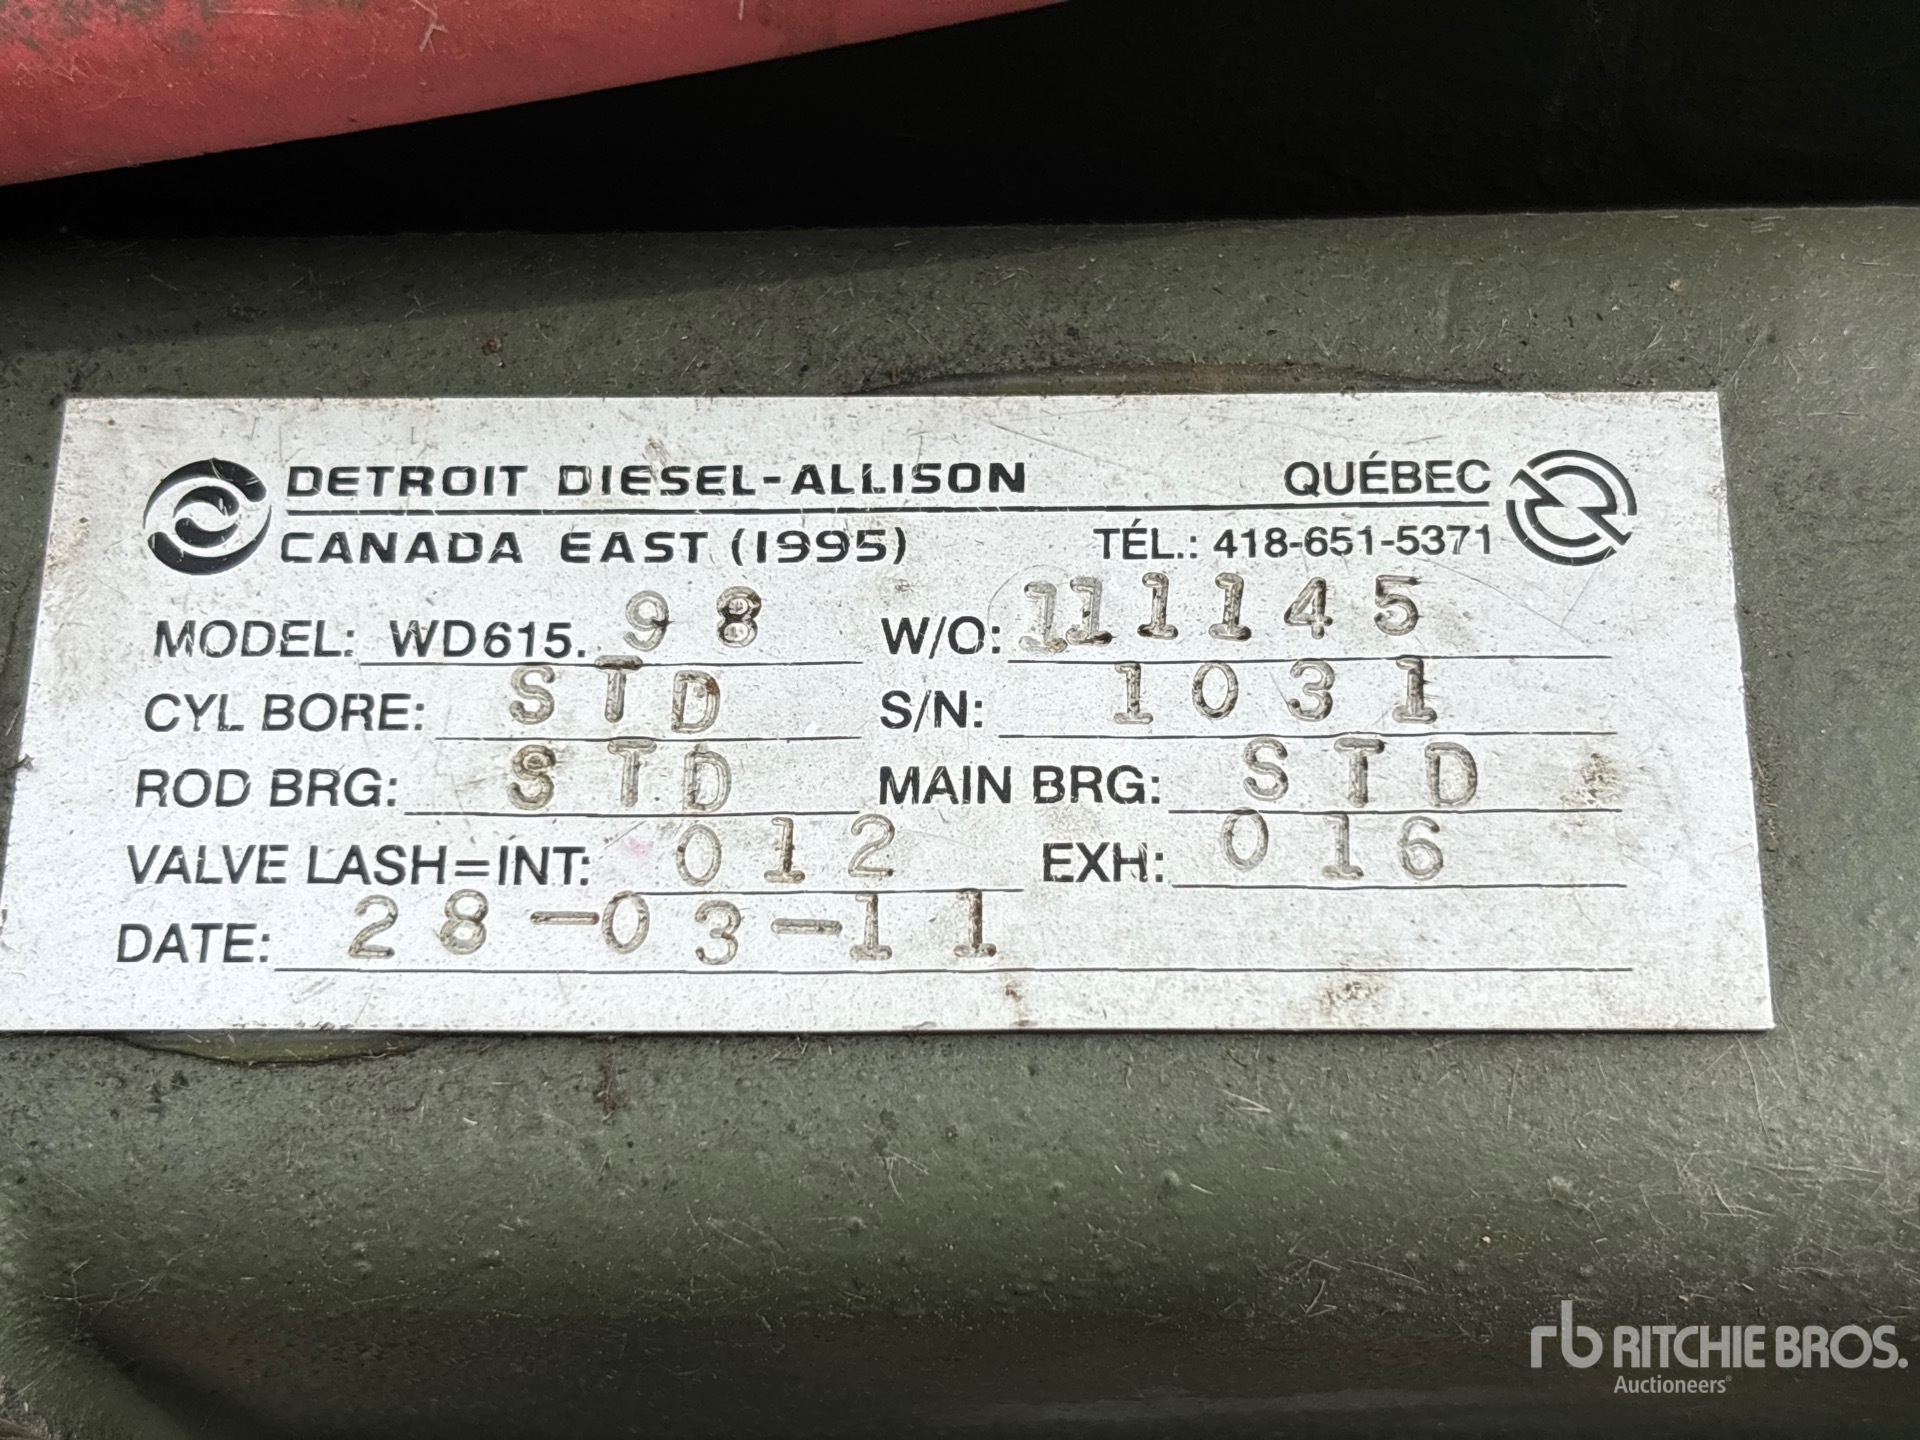 DETROIT DIESEL-ALLISON QUÉBEC
CANADA EAST (1995) TÉL.: 418-651-5371
MODEL: WD615. 98 W/O: 111145
CYL BORE: STD S/N: 1031
ROD BRG: STD MAIN BRG: STD
VALVE LASH=INT: 012 EXH: 016
DATE: 28-03-11
rb RITCHIE BROS.
Auctioneers